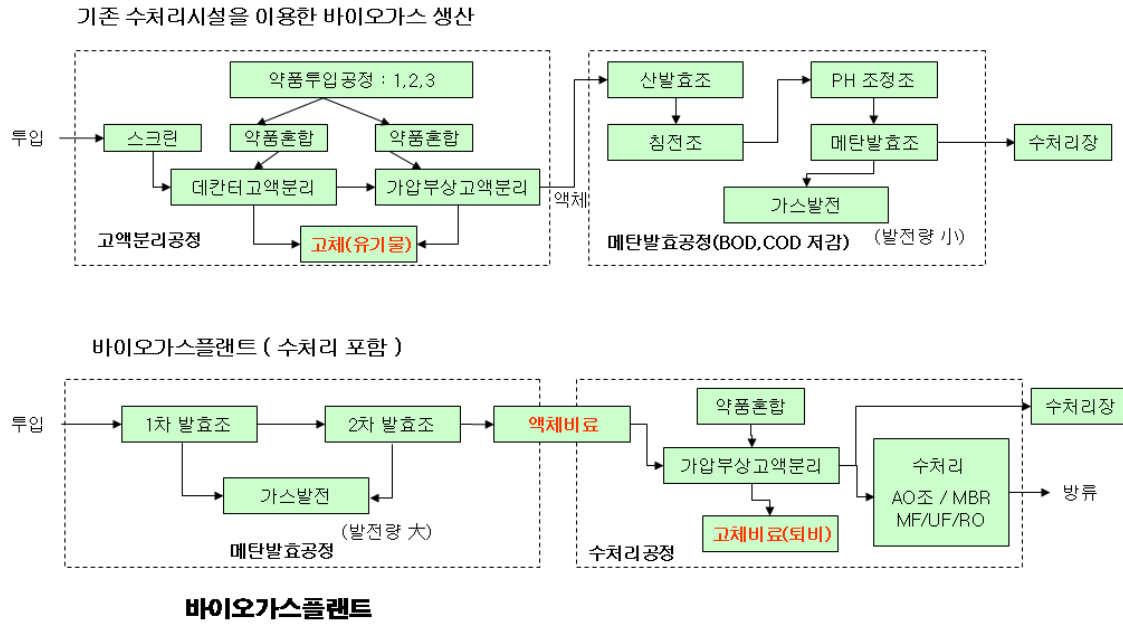 기존 수처리시설을 이용한 바이오가스 생산
약품투입공정 : 1,2,3
투입
스크린
약품혼합
약품혼합
데칸터고액분리
가압부상고액분리
액체
고액분리공정
고체(유기물)
산발효조
PH 조정조
침전조
메탄발효조
수처리장
가스발전
메탄발효공정(BOD,COD 저감)
(발전량 小)
바이오가스플랜트 ( 수처리 포함 )
투입
1차 발효조
2차 발효조
액체비료
가스발전
(발전량 大)
메탄발효공정
약품혼합
수처리장
가압부상고액분리
수처리
AO조 / MBR
MF/UF/RO
방류
고체비료(퇴비)
수처리공정
바이오가스플랜트